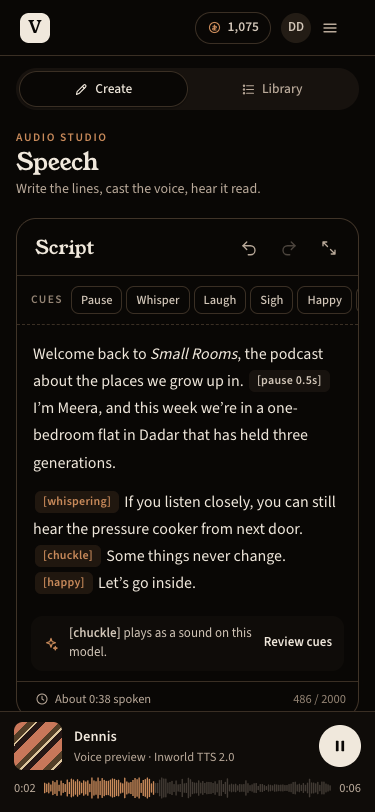 V
1,075
DD
Create
Library
AUDIO STUDIO
Speech
Write the lines, cast the voice, hear it read.
Script
CUES Pause Whisper Laugh Sigh Happy
Welcome back to Small Rooms, the podcast
about the places we grow up in. [pause 0.5s]
I’m Meera, and this week we’re in a one-
bedroom flat in Dadar that has held three
generations.
[whispering] If you listen closely, you can still
hear the pressure cooker from next door.
[chuckle] Some things never change.
[happy] Let’s go inside.
[chuckle] plays as a sound on this
model.
Review cues
About 0:38 spoken
486 / 2000
Dennis
Voice preview · Inworld TTS 2.0
0:02
0:06